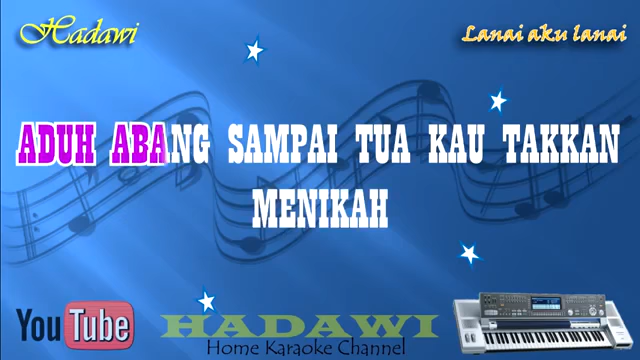 Hadawi
Lanai aku lanai
ADUH ABANG SAMPAI TUA KAU TAKKAN
MENIKAH
YouTube
HADAWI
Home Karaoke Channel